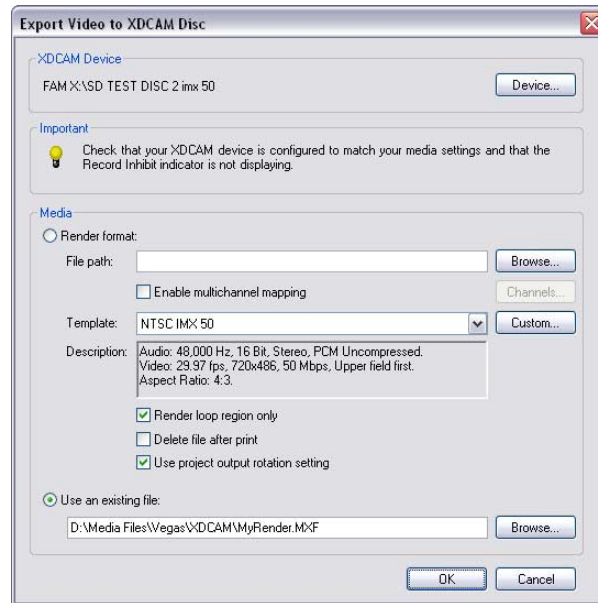 Export Video to XDCAM Disc
XDCAM Device
FAM X:\SD TEST DISC 2 imx 50
Device...
Important
Check that your XDCAM device is configured to match your media settings and that the
Record Inhibit indicator is not displaying.
Media
Render format:
File path:
Browse...
Enable multichannel mapping
Channels...
Template:
NTSC IMX 50
Custom...
Description:
Audio: 48,000 Hz, 16 Bit, Stereo, PCM Uncompressed.
Video: 29.97 fps, 720x486, 50 Mbps, Upper field first.
Aspect Ratio: 4:3.
Render loop region only
Delete file after print
Use project output rotation setting
Use an existing file:
D:\Media Files\Vegas\XDCAM\MyRender.MXF
Browse...
OK
Cancel